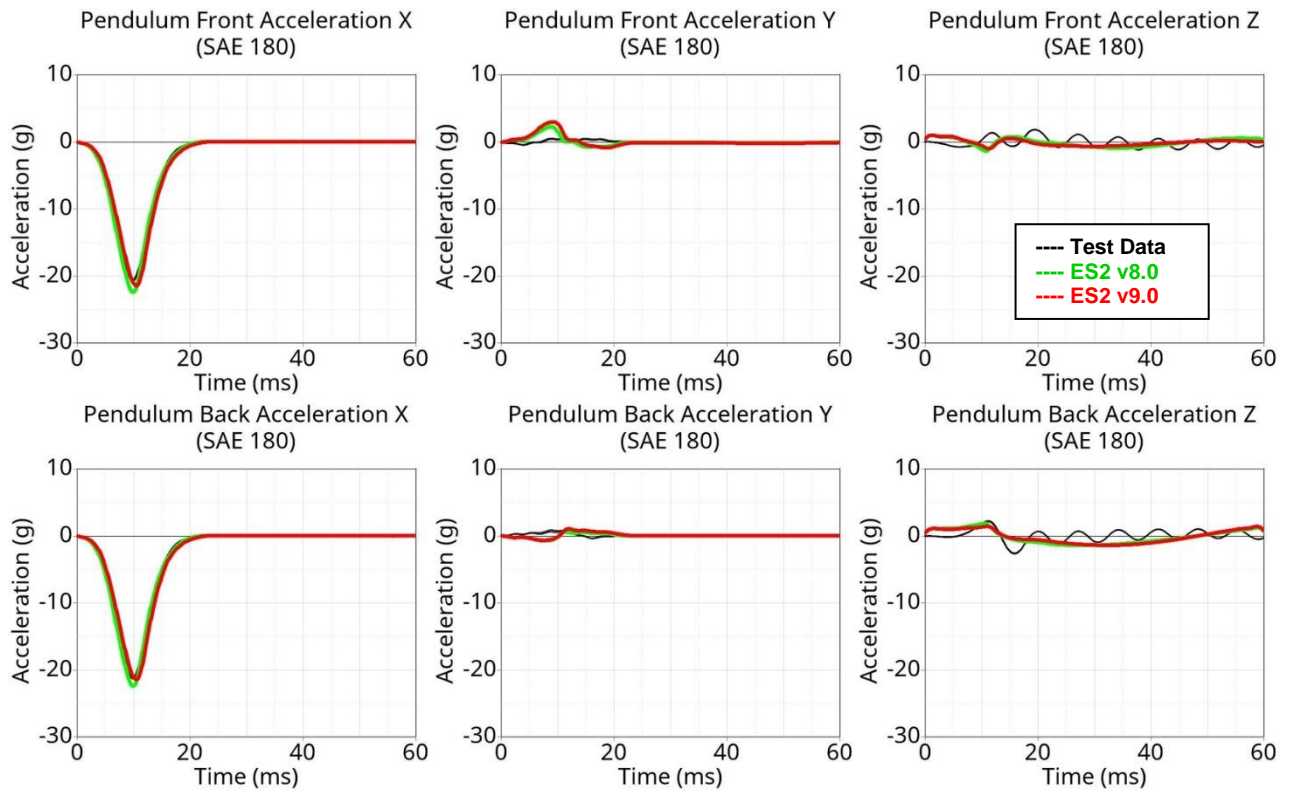 Pendulum Front Acceleration X
(SAE 180)
10
0
-10
-20
-30
Acceleration (g)
0
20
40
60
Time (ms)
Pendulum Front Acceleration Y
(SAE 180)
10
0
-10
-20
-30
Acceleration (g)
0
20
40
60
Time (ms)
Pendulum Front Acceleration Z
(SAE 180)
10
0
-10
-20
-30
Acceleration (g)
---- Test Data
---- ES2 v8.0
---- ES2 v9.0
0
20
40
60
Time (ms)
Pendulum Back Acceleration X
(SAE 180)
10
0
-10
-20
-30
Acceleration (g)
0
20
40
60
Time (ms)
Pendulum Back Acceleration Y
(SAE 180)
10
0
-10
-20
-30
Acceleration (g)
0
20
40
60
Time (ms)
Pendulum Back Acceleration Z
(SAE 180)
10
0
-10
-20
-30
Acceleration (g)
0
20
40
60
Time (ms)